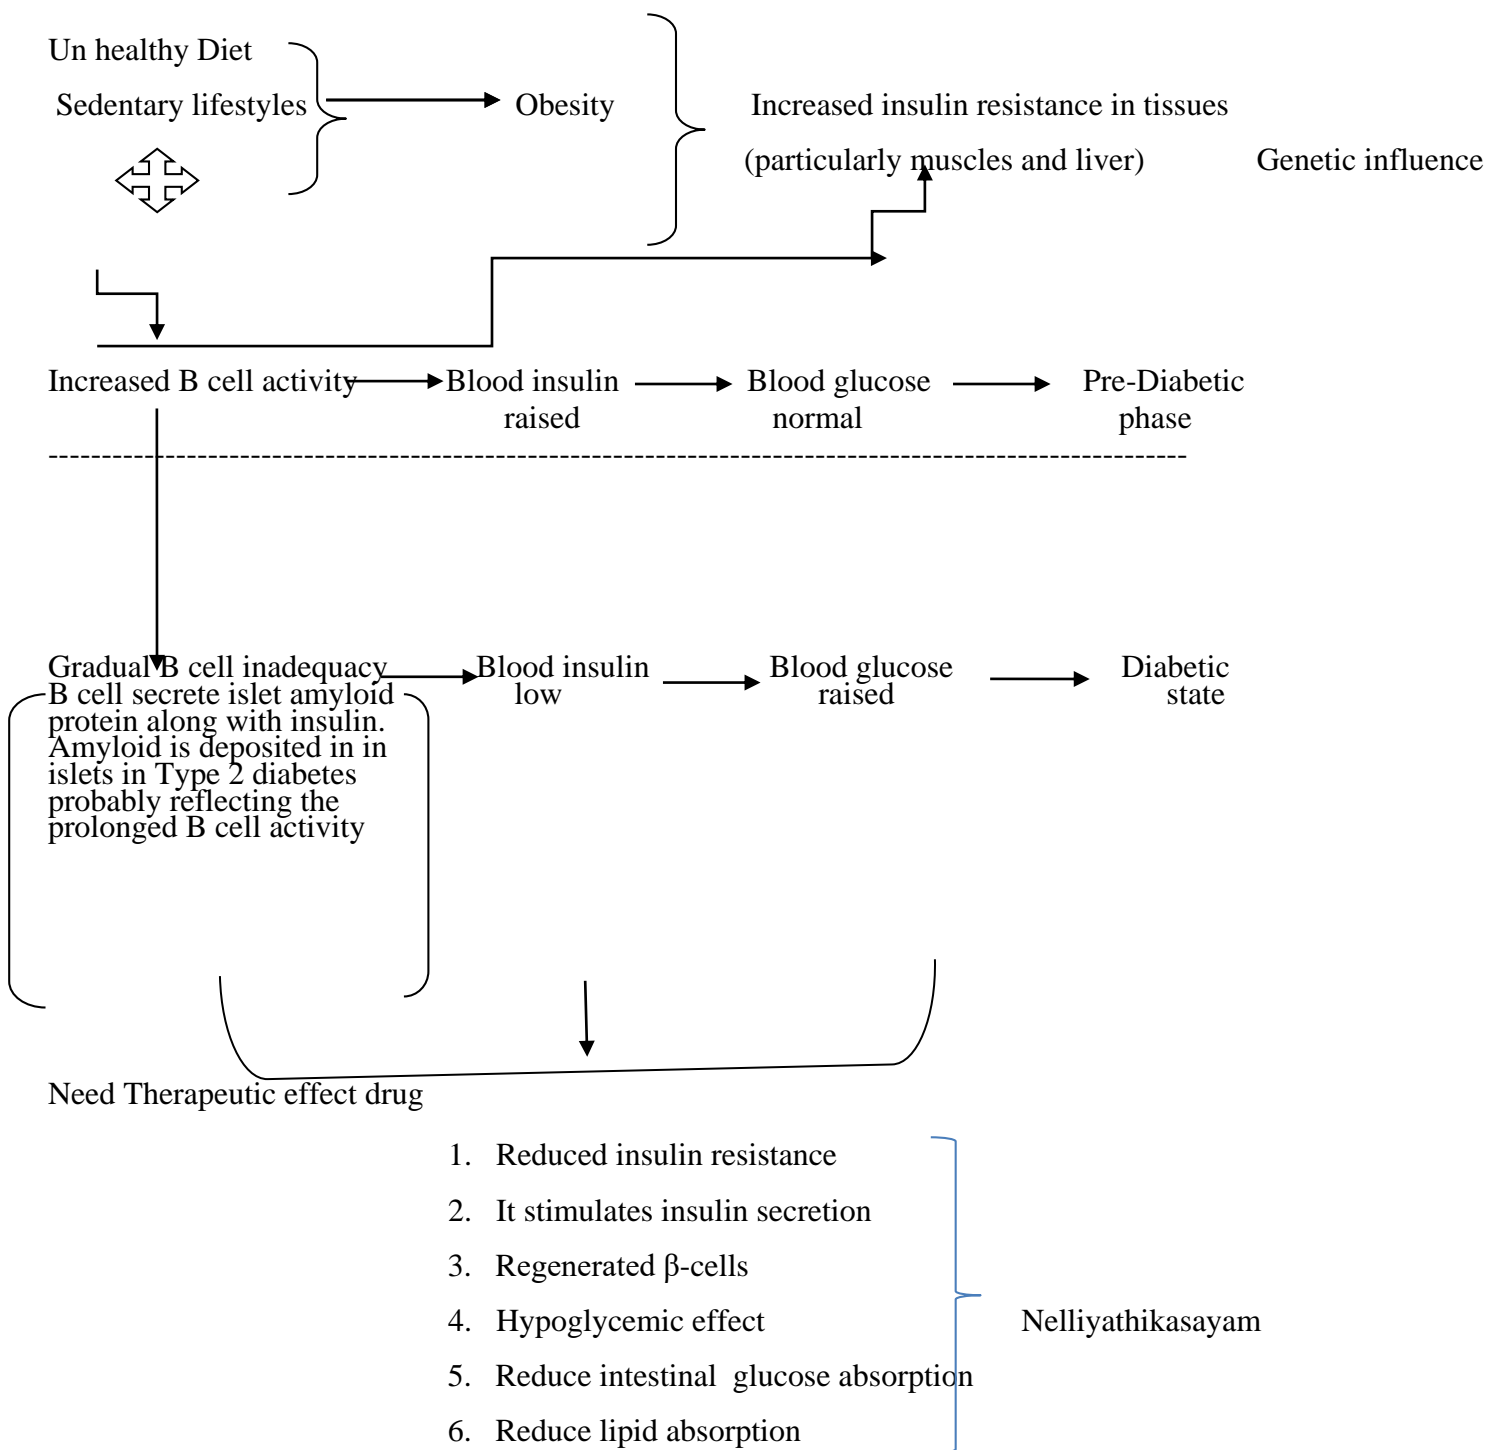 Un healthy Diet
Sedentary lifestyles Obesity Increased insulin resistance in tissues
(particularly muscles and liver) Genetic influence
Increased B cell activity Blood insulin Blood glucose Pre-Diabetic
raised normal phase
Gradual B cell inadequacy Blood insulin Blood glucose Diabetic
B cell secrete islet amyloid low raised state
protein along with insulin.
Amyloid is deposited in in
islets in Type 2 diabetes
probably reflecting the
prolonged B cell activity
Need Therapeutic effect drug
1. Reduced insulin resistance
2. It stimulates insulin secretion
3. Regenerated β-cells
4. Hypoglycemic effect Nelliyathikasayam
5. Reduce intestinal glucose absorption
6. Reduce lipid absorption